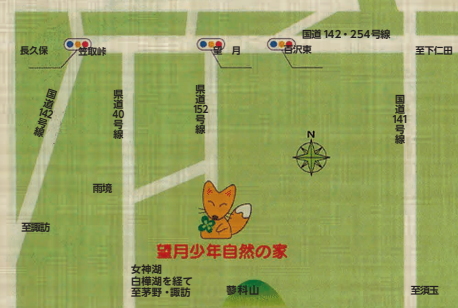 国道 142・254号線
長久保
笠取峠
望 月
百沢東
至下仁田
国道142号線
県道40号線
県道152号線
国道141号線
N
雨境
至諏訪
望月少年自然の家
女神湖
白樺湖を経て
至茅野・諏訪
蓼科山
至須玉